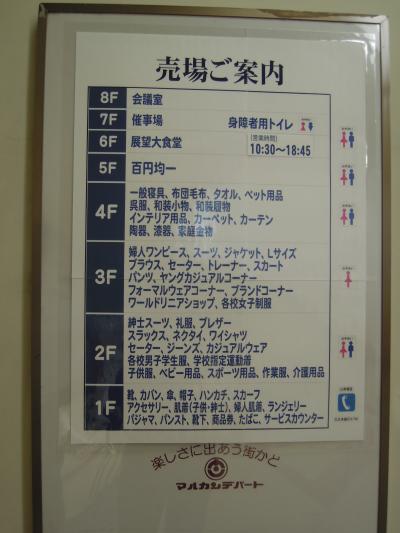 売場ご案内
8F 会議室
7F 催事場 身障者用トイレ
6F 展望大食堂 (営業時間) 10:30～18:45
5F 百円均一
4F 一般寝具、布団毛布、タオル、ペット用品
呉服、和装小物、和装履物
インテリア用品、カーペット、カーテン
陶器、漆器、家庭金物
3F 婦人ワンピース、スーツ、ジャケット、Lサイズ
ブラウス、セーター、トレーナー、スカート
パンツ、ヤングカジュアルコーナー
フォーマルウェアコーナー、ブランドコーナー
ワールドリニアショップ、各校女子制服
2F 紳士スーツ、礼服、ブレザー
スラックス、ネクタイ、ワイシャツ
セーター、ジーンズ、カジュアルウェア
各校男子学生服、学校指定運動着
子供服、ベビー用品、スポーツ用品、作業服、介護用品
1F 靴、カバン、傘、帽子、ハンカチ、スカーフ
アクセサリー、肌着(子供・紳士)、婦人肌着、ランジェリー
パジャマ、パンスト、靴下、商品券、たばこ、サービスカウンター
楽しさに出あう街かど
マルカンデパート